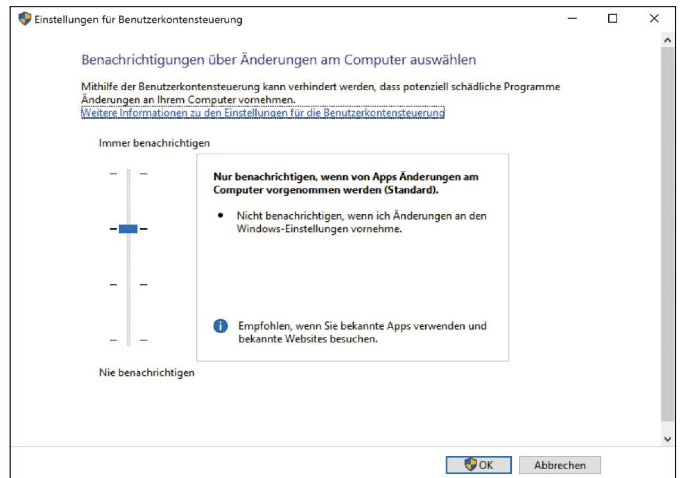 Einstellungen für Benutzerkontensteuerung
Benachrichtigungen über Änderungen am Computer auswählen
Mithilfe der Benutzerkontensteuerung kann verhindert werden, dass potenziell schädliche Programme
Änderungen an Ihrem Computer vornehmen.
Weitere Informationen zu den Einstellungen für die Benutzerkontensteuerung
Immer benachrichtigen
Nur benachrichtigen, wenn von Apps Änderungen am
Computer vorgenommen werden (Standard).
• Nicht benachrichtigen, wenn ich Änderungen an den
Windows-Einstellungen vornehme.
Empfohlen, wenn Sie bekannte Apps verwenden und
bekannte Websites besuchen.
Nie benachrichtigen
OK Abbrechen